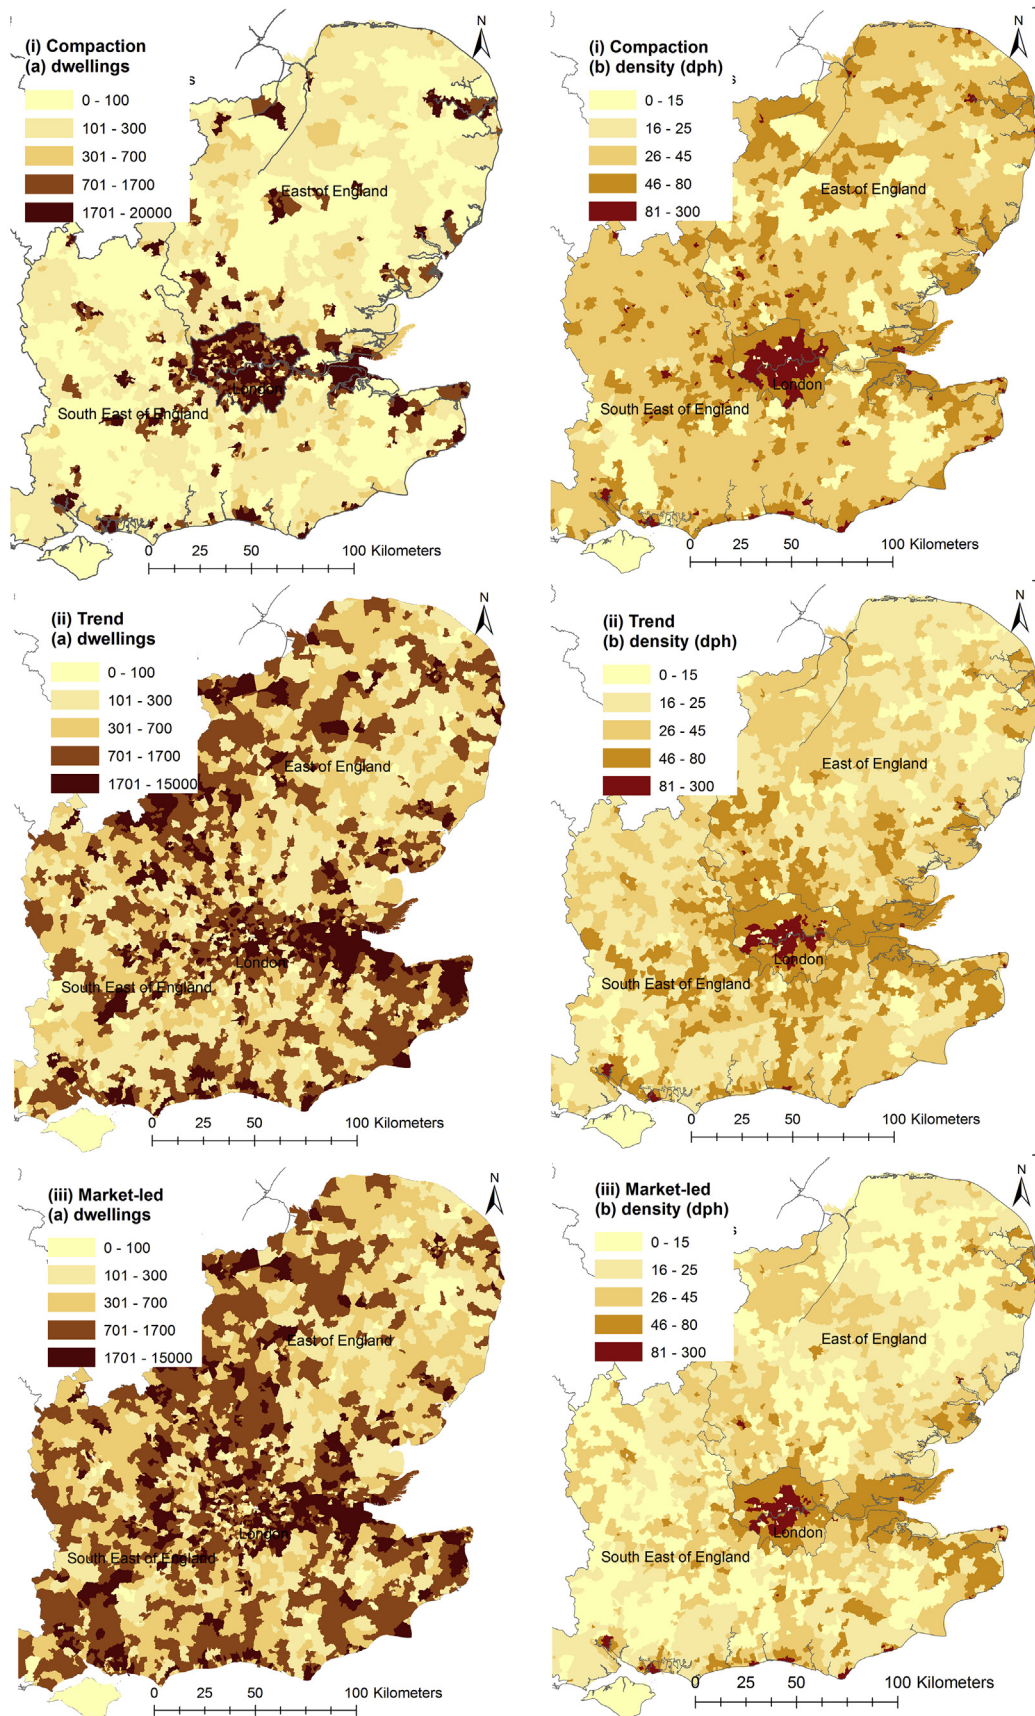 (i) Compaction
(a) dwellings
s
0 - 100
101 - 300
301 - 700
701 - 1700
1701 - 20000
N
East of England
London
South East of England
0 25 50 100 Kilometers
(i) Compaction
(b) density (dph)
s
0 - 15
16 - 25
26 - 45
46 - 80
81 - 300
N
East of England
London
South East of England
0 25 50 100 Kilometers
(ii) Trend
(a) dwellings
0 - 100
101 - 300
301 - 700
701 - 1700
1701 - 15000
N
East of England
London
South East of England
0 25 50 100 Kilometers
(ii) Trend
(b) density (dph)
0 - 15
16 - 25
26 - 45
46 - 80
81 - 300
N
East of England
London
South East of England
0 25 50 100 Kilometers
(iii) Market-led
(a) dwellings
0 - 100
101 - 300
301 - 700
701 - 1700
1701 - 15000
N
East of England
London
South East of England
0 25 50 100 Kilometers
(iii) Market-led
(b) density (dph)
s
0 - 15
16 - 25
26 - 45
46 - 80
81 - 300
N
East of England
London
South East of England
0 25 50 100 Kilometers